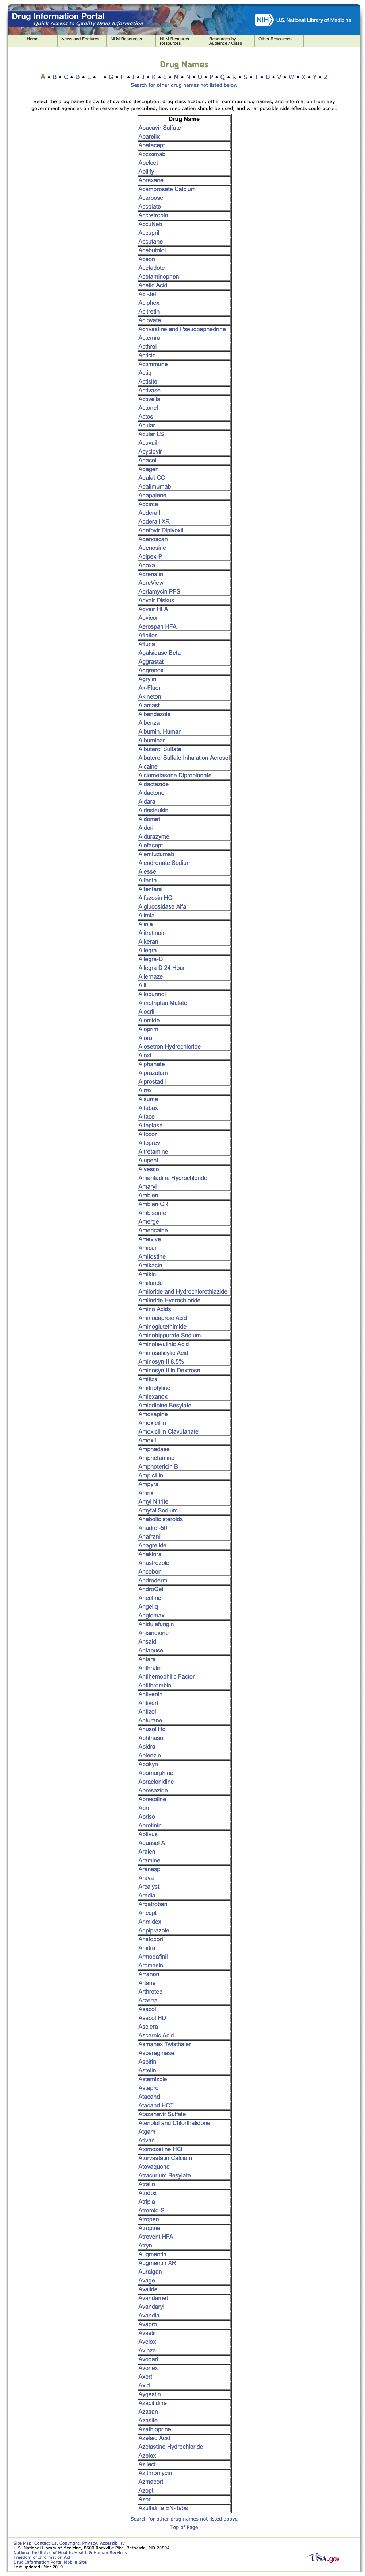 Drug Information Portal
Quick Access to Quality Drug Information
NIH U.S. National Library of Medicine
Home
News and Features
NLM Resources
NLM Research Resources
Resources by Audience / Class
Other Resources
Drug Names
A • B • C • D • E • F • G • H • I • J • K • L • M • N • O • P • Q • R • S • T • U • V • W • X • Y • Z
Search for other drug names not listed below
Select the drug name below to show drug description, drug classification, other common drug names, and information from key
government agencies on the reasons why prescribed, how medication should be used, and what possible side effects could occur.
Drug Name
Abacavir Sulfate
Abarelix
Abatacept
Abciximab
Abelcet
Abilify
Abraxane
Acamprosate Calcium
Acarbose
Accolate
Accretropin
AccuNeb
Accupril
Accutane
Acebutolol
Aceon
Acetadote
Acetaminophen
Acetic Acid
Aci-Jel
Aciphex
Acitretin
Aclovate
Acrivastine and Pseudoephedrine
Actemra
Acthrel
Acticin
Actimmune
Actiq
Actisite
Activase
Activella
Actonel
Actos
Acular
Acular LS
Acuvail
Acyclovir
Adacel
Adagen
Adalat CC
Adalimumab
Adapalene
Adcirca
Adderall
Adderall XR
Adefovir Dipivoxil
Adenoscan
Adenosine
Adipex-P
Adoxa
Adrenalin
AdreView
Adriamycin PFS
Advair Diskus
Advair HFA
Advicor
Aerospan HFA
Afinitor
Afluria
Agalsidase Beta
Aggrastat
Aggrenox
Agrylin
Ak-Fluor
Akineton
Alamast
Albendazole
Albenza
Albumin, Human
Albuminar
Albuterol Sulfate
Albuterol Sulfate Inhalation Aerosol
Alcaine
Alclometasone Dipropionate
Aldactazide
Aldactone
Aldara
Aldesleukin
Aldomet
Aldoril
Aldurazyme
Alefacept
Alemtuzumab
Alendronate Sodium
Alesse
Alfenta
Alfentanil
Alfuzosin HCl
Alglucosidase Alfa
Alimta
Alinia
Alitretinoin
Alkeran
Allegra
Allegra-D
Allegra D 24 Hour
Allernaze
Alli
Allopurinol
Almotriptan Malate
Alocril
Alomide
Aloprim
Alora
Alosetron Hydrochloride
Aloxi
Alphanate
Alprazolam
Alprostadil
Alrex
Alsuma
Altabax
Altace
Alteplase
Altocor
Altoprev
Altretamine
Alupent
Alvesco
Amantadine Hydrochloride
Amaryl
Ambien
Ambien CR
Ambisome
Amerge
Americaine
Amevive
Amicar
Amifostine
Amikacin
Amikin
Amiloride
Amiloride and Hydrochlorothiazide
Amiloride Hydrochloride
Amino Acids
Aminocaproic Acid
Aminoglutethimide
Aminohippurate Sodium
Aminolevulinic Acid
Aminosalicylic Acid
Aminosyn II 8.5%
Aminosyn II in Dextrose
Amitiza
Amitriptyline
Amlexanox
Amlodipine Besylate
Amoxapine
Amoxicillin
Amoxicillin Clavulanate
Amoxil
Amphadase
Amphetamine
Amphotericin B
Ampicillin
Ampyra
Amrix
Amyl Nitrite
Amytal Sodium
Anabolic steroids
Anadrol-50
Anafranil
Anagrelide
Anakinra
Anastrozole
Ancobon
Androderm
AndroGel
Anectine
Angeliq
Angiomax
Anidulafungin
Anisindione
Ansaid
Antabuse
Antara
Anthralin
Antihemophilic Factor
Antithrombin
Antivenin
Antivert
Antizol
Anturane
Anusol Hc
Aphthasol
Apidra
Aplenzin
Apokyn
Apomorphine
Apraclonidine
Apresazide
Apresoline
Apri
Apriso
Aprotinin
Aptivus
Aquasol A
Aralen
Aramine
Aranesp
Arava
Arcalyst
Aredia
Argatroban
Aricept
Arimidex
Aripiprazole
Aristocort
Arixtra
Armodafinil
Aromasin
Arranon
Artane
Arthrotec
Arzerra
Asacol
Asacol HD
Asclera
Ascorbic Acid
Asmanex Twisthaler
Asparaginase
Aspirin
Astelin
Astemizole
Astepro
Atacand
Atacand HCT
Atazanavir Sulfate
Atenolol and Chlorthalidone
Atgam
Ativan
Atomoxetine HCl
Atorvastatin Calcium
Atovaquone
Atracurium Besylate
Atralin
Atridox
Atripla
Atromid-S
Atropen
Atropine
Atrovent HFA
Atryn
Augmentin
Augmentin XR
Auralgan
Avage
Avalide
Avandamet
Avandaryl
Avandia
Avapro
Avastin
Avelox
Avinza
Avodart
Avonex
Axert
Axid
Aygestin
Azacitidine
Azasan
Azasite
Azathioprine
Azelaic Acid
Azelastine Hydrochloride
Azelex
Azilect
Azithromycin
Azmacort
Azopt
Azor
Azulfidine EN-Tabs
Search for other drug names not listed above
Top of Page
Site Map, Contact Us, Copyright, Privacy, Accessibility
U.S. National Library of Medicine, 8600 Rockville Pike, Bethesda, MD 20894
National Institutes of Health, Health & Human Services
Freedom of Information Act
Drug Information Portal Mobile Site
Last updated: Mar 2019
USA.gov